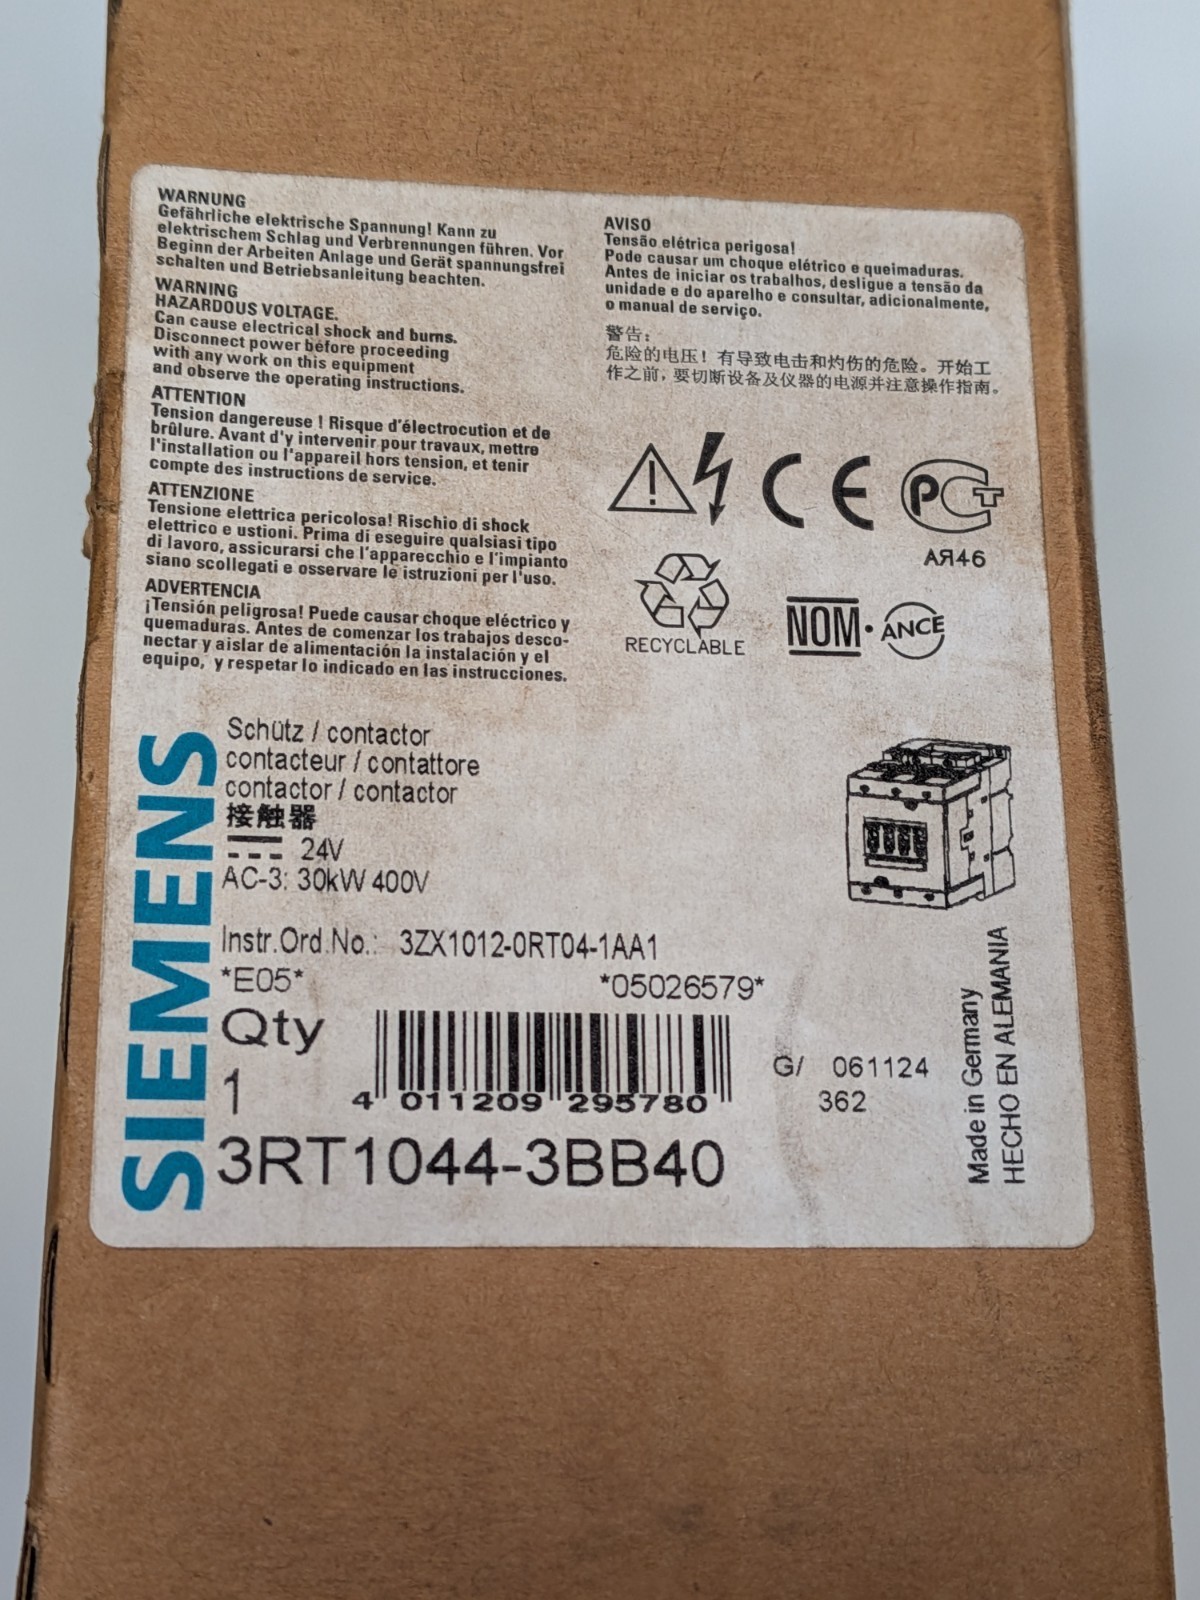 WARNUNG
Gefährliche elektrische Spannung! Kann zu
elektrischem Schlag und Verbrennungen führen. Vor
Beginn der Arbeiten Anlage und Gerät spannungsfrei
schalten und Betriebsanleitung beachten.
WARNING
HAZARDOUS VOLTAGE.
Can cause electrical shock and burns.
Disconnect power before proceeding
with any work on this equipment
and observe the operating instructions.
ATTENTION
Tension dangereuse ! Risque d'électrocution et de
brûlure. Avant d'y intervenir pour travaux, mettre
l'installation ou l'appareil hors tension, et tenir
compte des instructions de service.
ATTENZIONE
Tensione elettrica pericolosa! Rischio di shock
elettrico e ustioni. Prima di eseguire qualsiasi tipo
di lavoro, assicurarsi che l'apparecchio e l'impianto
siano scollegati e osservare le istruzioni per l'uso.
ADVERTENCIA
¡Tensión peligrosa! Puede causar choque eléctrico y
quemaduras. Antes de comenzar los trabajos desco-
nectar y aislar de alimentación la instalación y el
equipo, y respetar lo indicado en las instrucciones.
AVISO
Tensão elétrica perigosa!
Pode causar um choque elétrico e queimaduras.
Antes de iniciar os trabalhos, desligue a tensão da
unidade e do aparelho e consultar, adicionalmente,
o manual de serviço.
警告:
危险的电压！有导致电击和灼伤的危险。开始工
作之前，要切断设备及仪器的电源并注意操作指南。
CE
РСТ
АЯ46
RECYCLABLE
NOM·ANCE
SIEMENS
Schütz / contactor
contacteur / contattore
contactor / contactor
接触器
24V
AC-3: 30kW 400V
Instr.Ord.No.: 3ZX1012-0RT04-1AA1
*E05* *05026579*
Qty
1
4 011209 295780
G/ 061124
362
3RT1044-3BB40
Made in Germany
HECHO EN ALEMANIA